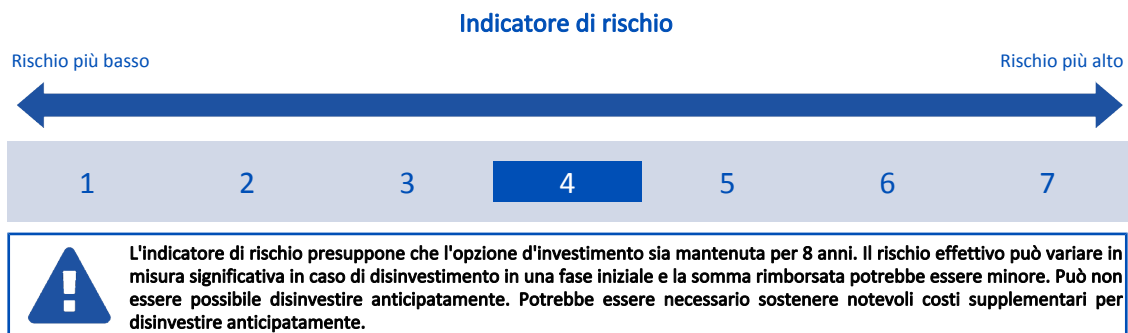 Indicatore di rischio
Rischio più basso
Rischio più alto
1 2 3 4 5 6 7
L'indicatore di rischio presuppone che l'opzione d'investimento sia mantenuta per 8 anni. Il rischio effettivo può variare in
misura significativa in caso di disinvestimento in una fase iniziale e la somma rimborsata potrebbe essere minore. Può non
essere possibile disinvestire anticipatamente. Potrebbe essere necessario sostenere notevoli costi supplementari per
disinvestire anticipatamente.